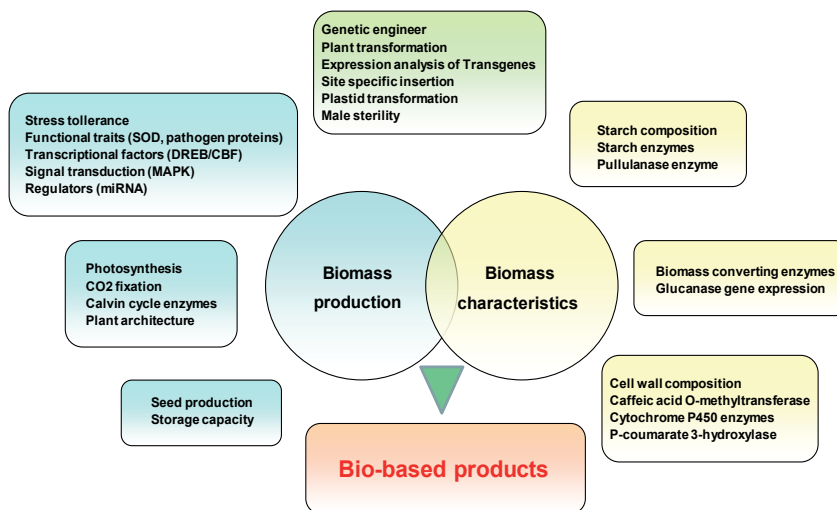 Genetic engineer
Plant transformation
Expression analysis of Transgenes
Site specific insertion
Plastid transformation
Male sterility
Stress tollerance
Functional traits (SOD, pathogen proteins)
Transcriptional factors (DREB/CBF)
Signal transduction (MAPK)
Regulators (miRNA)
Starch composition
Starch enzymes
Pullulanase enzyme
Photosynthesis
CO2 fixation
Calvin cycle enzymes
Plant architecture
Biomass
production
Biomass
characteristics
Biomass converting enzymes
Glucanase gene expression
Seed production
Storage capacity
Cell wall composition
Caffeic acid O-methyltransferase
Cytochrome P450 enzymes
P-coumarate 3-hydroxylase
Bio-based products